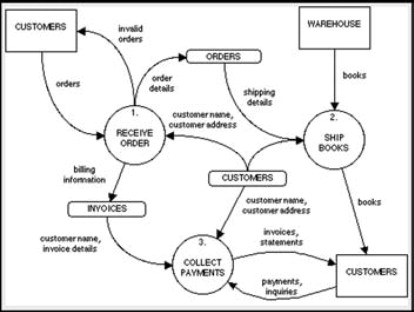 CUSTOMERS
invalid
orders
WAREHOUSE
ORDERS
orders
order
details
books
shipping
details
1.
RECEIVE
ORDER
customer name,
customer address
2.
SHIP
BOOKS
billing
information
CUSTOMERS
INVOICES
customer name,
customer address
books
customer name,
invoice details
3.
COLLECT
PAYMENTS
invoices,
statements
CUSTOMERS
payments,
inquiries